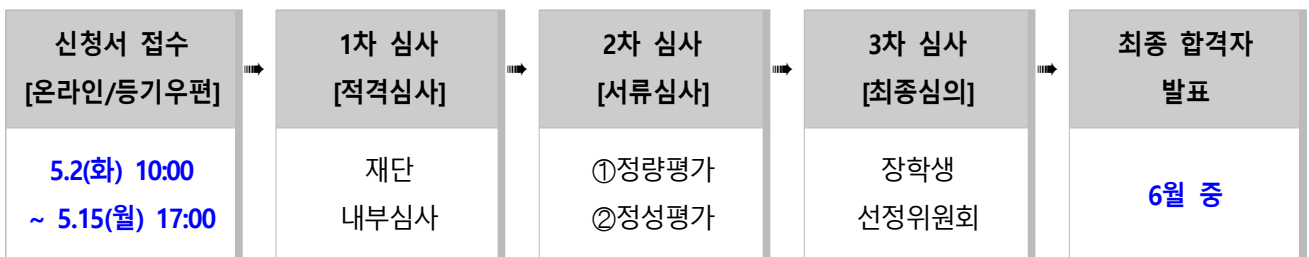 신청서 접수
[온라인/등기우편]
5.2(화) 10:00
~ 5.15(월) 17:00
➠
1차 심사
[적격심사]
재단
내부심사
➠
2차 심사
[서류심사]
①정량평가
②정성평가
➠
3차 심사
[최종심의]
장학생
선정위원회
➠
최종 합격자
발표
6월 중